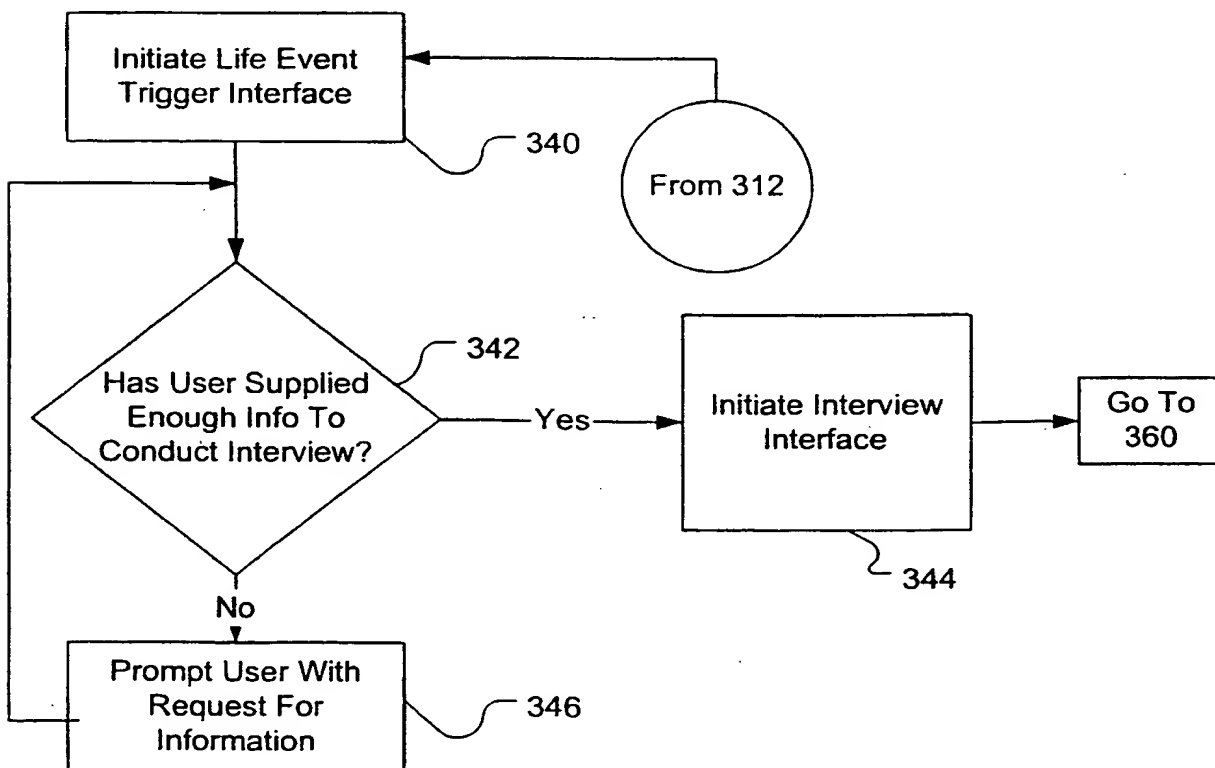 Initiate Life Event
Trigger Interface
340
From 312
342
Has User Supplied
Enough Info To
Conduct Interview?
Yes
Initiate Interview
Interface
Go To
360
344
No
Prompt User With
Request For
Information
346